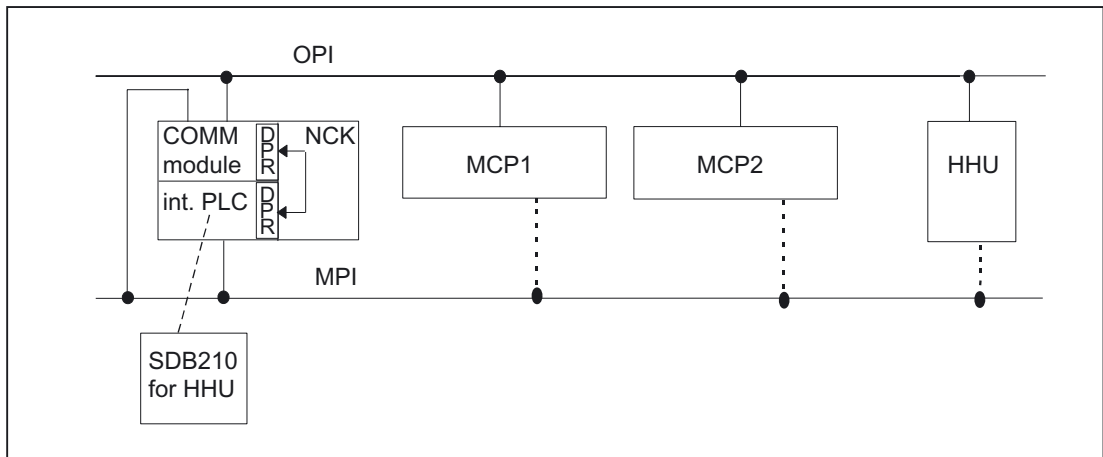 OPI
COMM
module
DPR
NCK
int. PLC
DPR
MCP1
MCP2
HHU
MPI
SDB210
for HHU